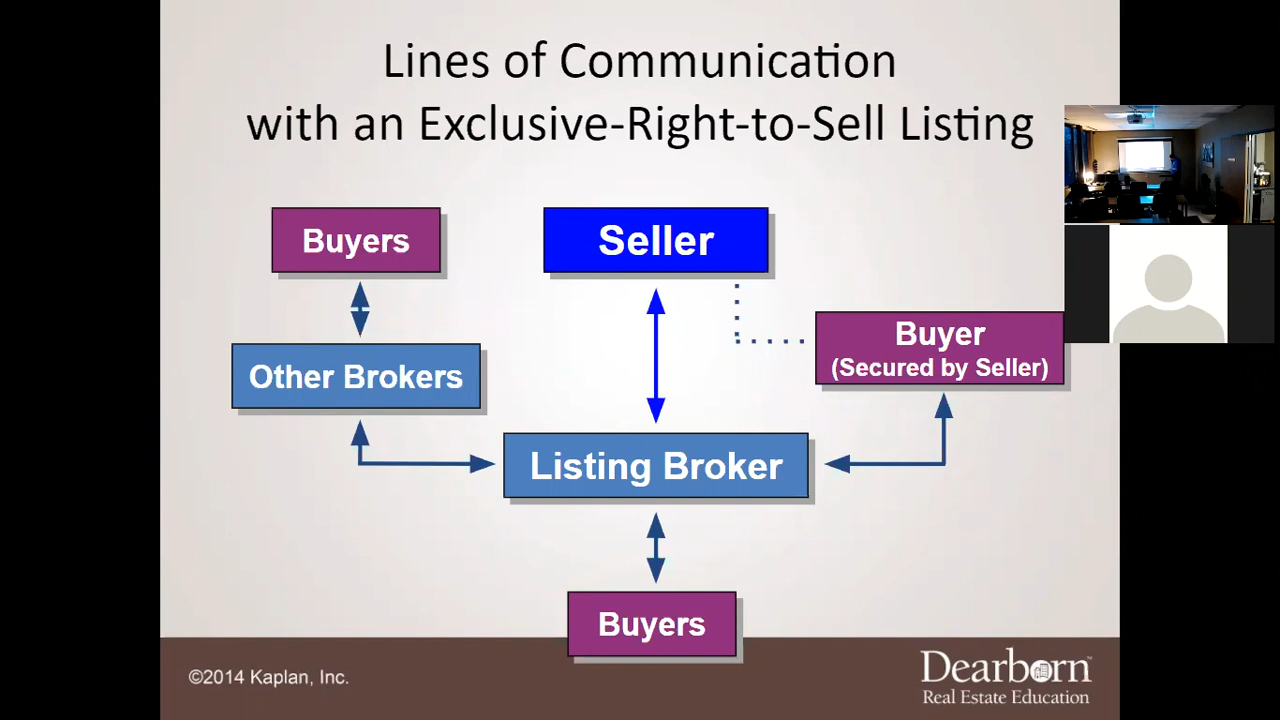 Lines of Communication
with an Exclusive-Right-to-Sell Listing
Buyers
Seller
Buyer
(Secured by Seller)
Other Brokers
Listing Broker
Buyers
©2014 Kaplan, Inc.
Dearborn™
Real Estate Education